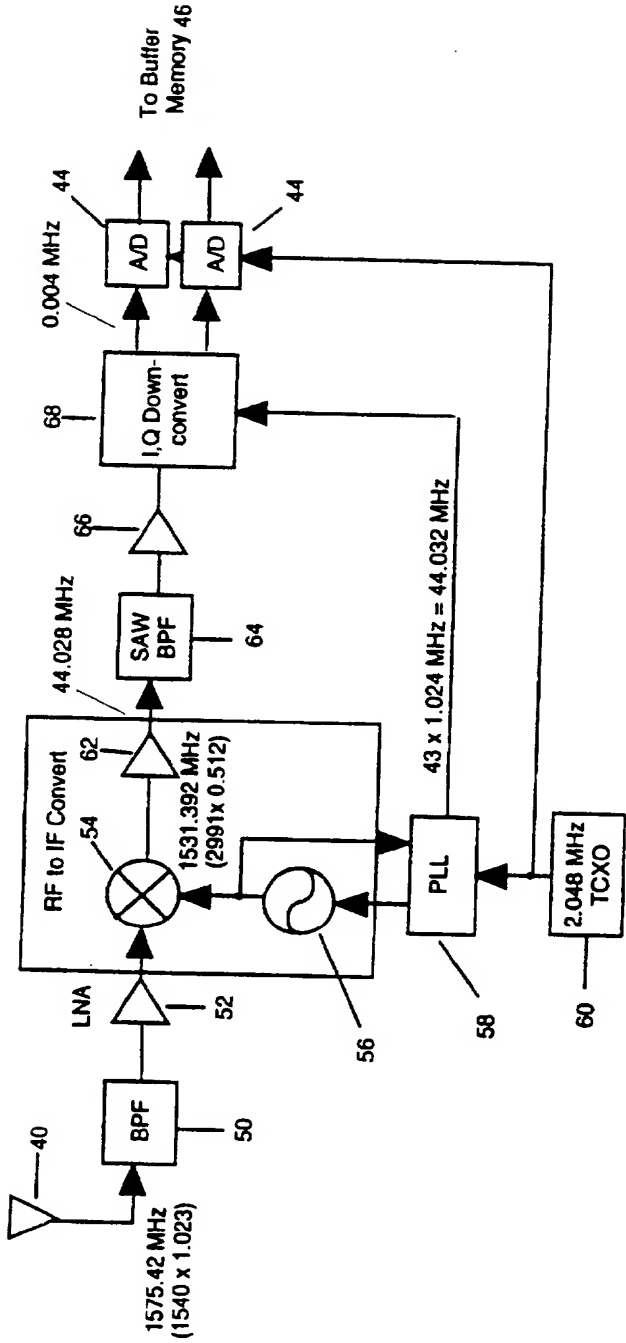 40
1575.42 MHz
(1540 x 1.023)
BPF
50
LNA
52
RF to IF Convert
54
62
1531.392 MHz
(2991x 0.512)
56
44.028 MHz
SAW
BPF
64
66
68
I,Q Down-
convert
0.004 MHz
44
A/D
A/D
44
To Buffer
Memory 46
43 x 1.024 MHz = 44.032 MHz
PLL
58
2.048 MHz
TCXO
60